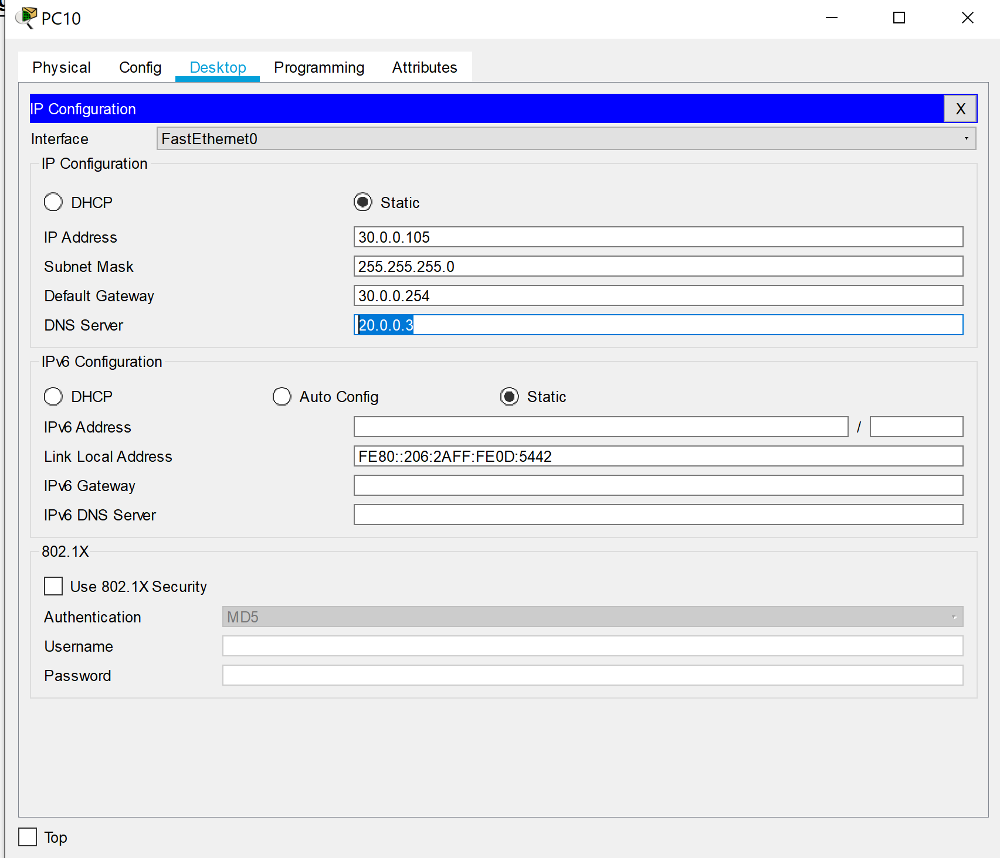 PC10
Physical Config Desktop Programming Attributes
IP Configuration X
Interface FastEthernet0
IP Configuration
DHCP Static
IP Address 30.0.0.105
Subnet Mask 255.255.255.0
Default Gateway 30.0.0.254
DNS Server 20.0.0.3
IPv6 Configuration
DHCP Auto Config Static
IPv6 Address /
Link Local Address FE80::206:2AFF:FE0D:5442
IPv6 Gateway
IPv6 DNS Server
802.1X
Use 802.1X Security
Authentication MD5
Username
Password
Top